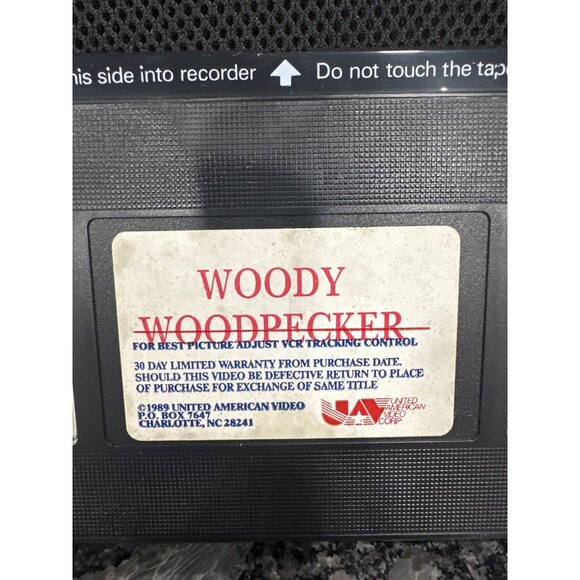 his side into recorder Do not touch the tap
WOODY
WOODPECKER
FOR BEST PICTURE ADJUST VCR TRACKING CONTROL
30 DAY LIMITED WARRANTY FROM PURCHASE DATE.
SHOULD THIS VIDEO BE DEFECTIVE RETURN TO PLACE
OF PURCHASE FOR EXCHANGE OF SAME TITLE
©1989 UNITED AMERICAN VIDEO
P.O. BOX 7647
CHARLOTTE, NC 28241
UAV
UNITED
AMERICAN
VIDEO
CORP.